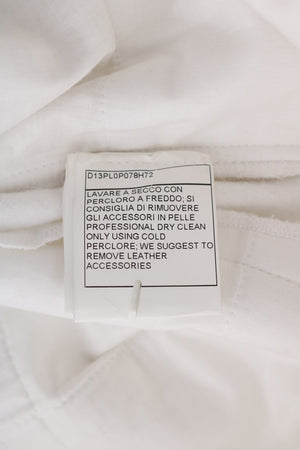 D13PL0P078H72
LAVARE A SECCO CON
PERCLORO A FREDDO; SI
CONSIGLIA DI RIMUOVERE
GLI ACCESSORI IN PELLE
PROFESSIONAL DRY CLEAN
ONLY USING COLD
PERCLORE; WE SUGGEST TO
REMOVE LEATHER
ACCESSORIES